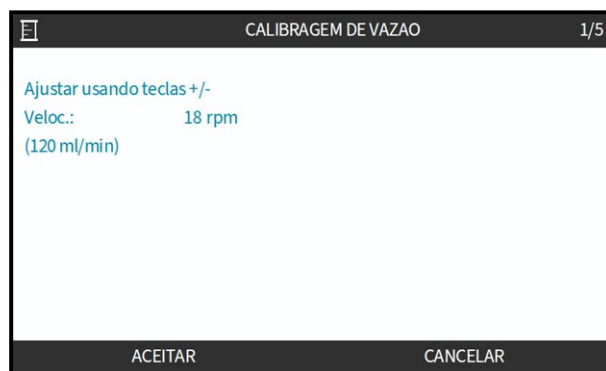 CALIBRAGEM DE VAZAO 1/5
Ajustar usando teclas +/-
Veloc.: 18 rpm
(120 ml/min)
ACEITAR CANCELAR